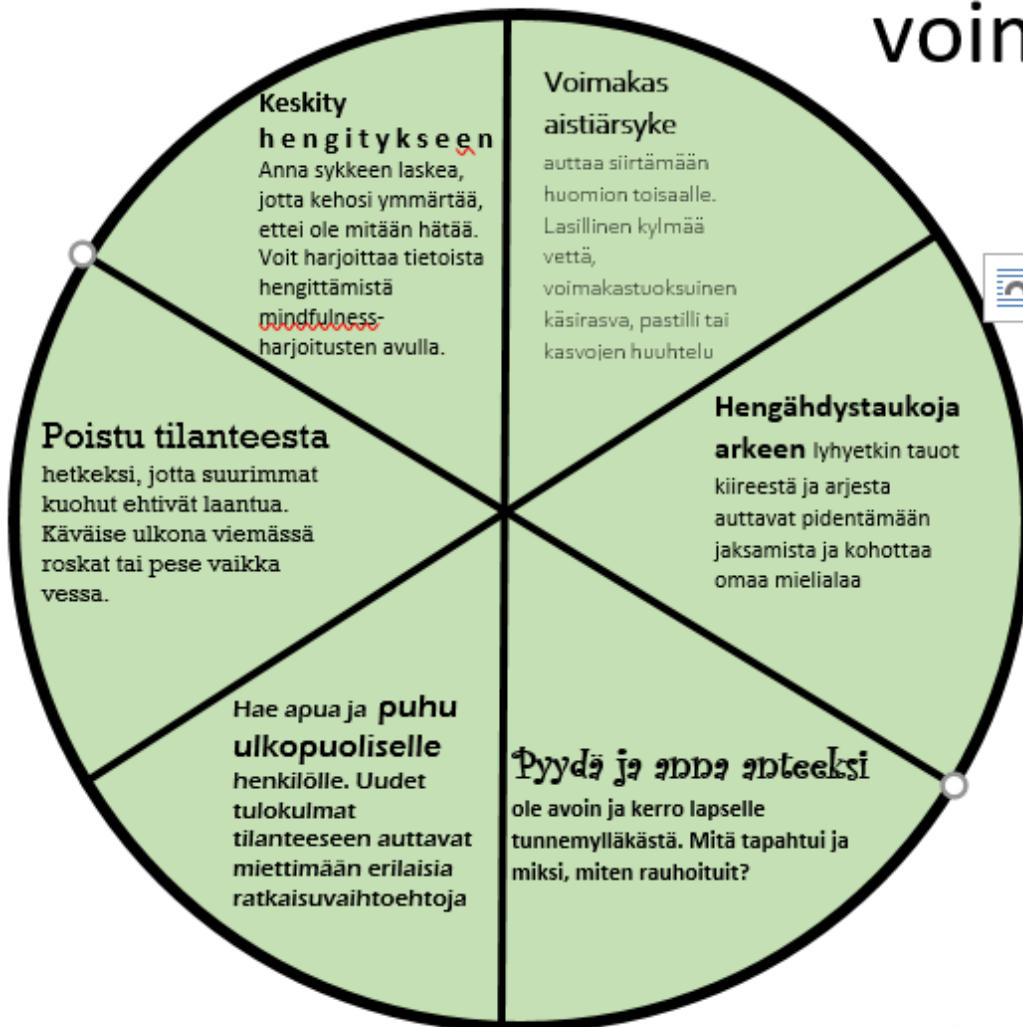 voin
Keskity
hengitykseen
Anna sykkeen laskea,
jotta kehosi ymmärtää,
ettei ole mitään hätää.
Voit harjoittaa tietoista
hengittämistä
mindfulness-
harjoitusten avulla.
Voimakas
aistiärsyke
auttaa siirtämään
huomion toisaalle.
Lasillinen kylmää
vettä,
voimakastuoksuinen
käsirasva, pastilli tai
kasvojen huuhtelu
Hengähdystaukoja
arkeen lyhyetkin tauot
kiireestä ja arjesta
auttavat pidentämään
jaksamista ja kohottaa
omaa mielialaa
Poistu tilanteesta
hetkeksi, jotta suurimmat
kuohut ehtivät laantua.
Käväise ulkona viemässä
roskat tai pese vaikka
vessa.
Hae apua ja puhu
ulkopuoliselle
henkilölle. Uudet
tulokulmat
tilanteeseen auttavat
miettimään erilaisia
ratkaisuvaihtoehtoja
Pyydä ja anna anteeksi
ole avoin ja kerro lapselle
tunnemylläkästä. Mitä tapahtui ja
miksi, miten rauhoituit?